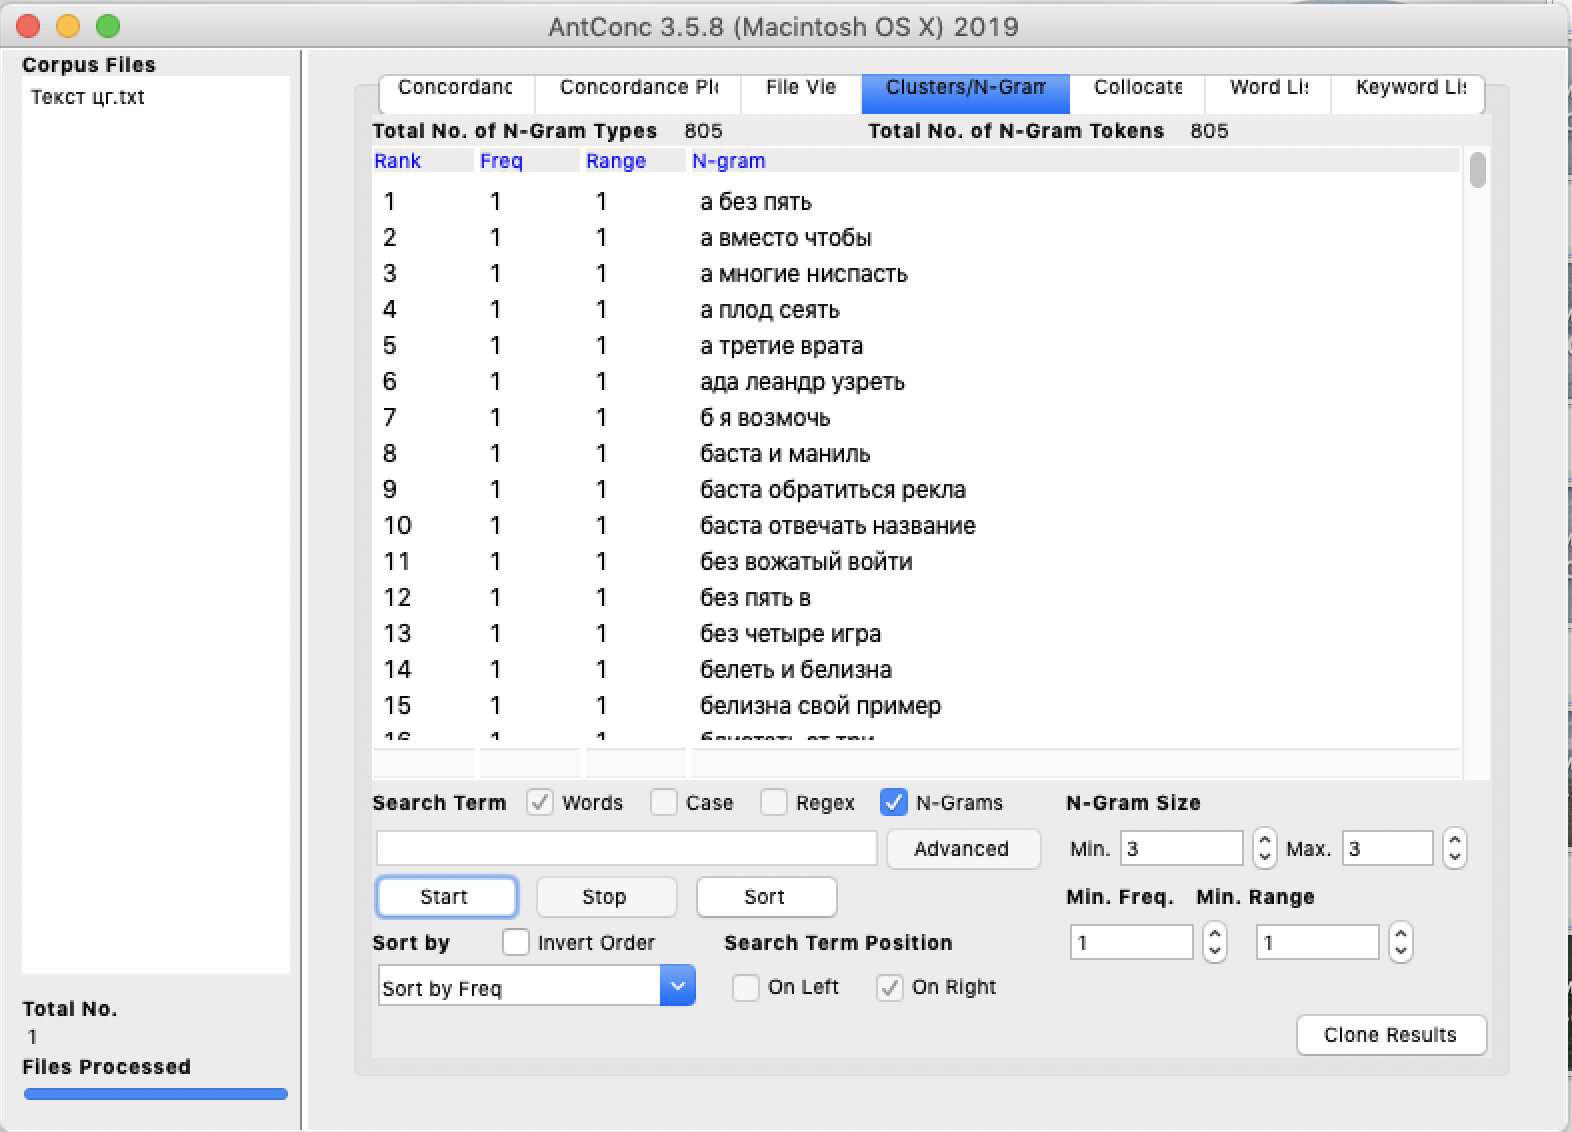 AntConc 3.5.8 (Macintosh OS X) 2019
Corpus Files
Текст цг.txt
Concordanc Concordance Plo File Vie Clusters/N-Gram Collocate Word Lis Keyword Lis
Total No. of N-Gram Types 805 Total No. of N-Gram Tokens 805
Rank Freq Range N-gram
1 1 1 а без пять
2 1 1 а вместо чтобы
3 1 1 а многие ниспасть
4 1 1 а плод сеять
5 1 1 а третие врата
6 1 1 ада леандр узреть
7 1 1 б я возмочь
8 1 1 баста и маниль
9 1 1 баста обратиться рекла
10 1 1 баста отвечать название
11 1 1 без вожатый войти
12 1 1 без пять в
13 1 1 без четыре игра
14 1 1 белеть и белизна
15 1 1 белизна свой пример
16 1 1 блистать от три
Search Term Words Case Regex N-Grams N-Gram Size
Advanced Min. 3 Max. 3
Start Stop Sort Min. Freq. Min. Range
Sort by Invert Order Search Term Position 1 1
Sort by Freq On Left On Right
Clone Results
Total No.
1
Files Processed